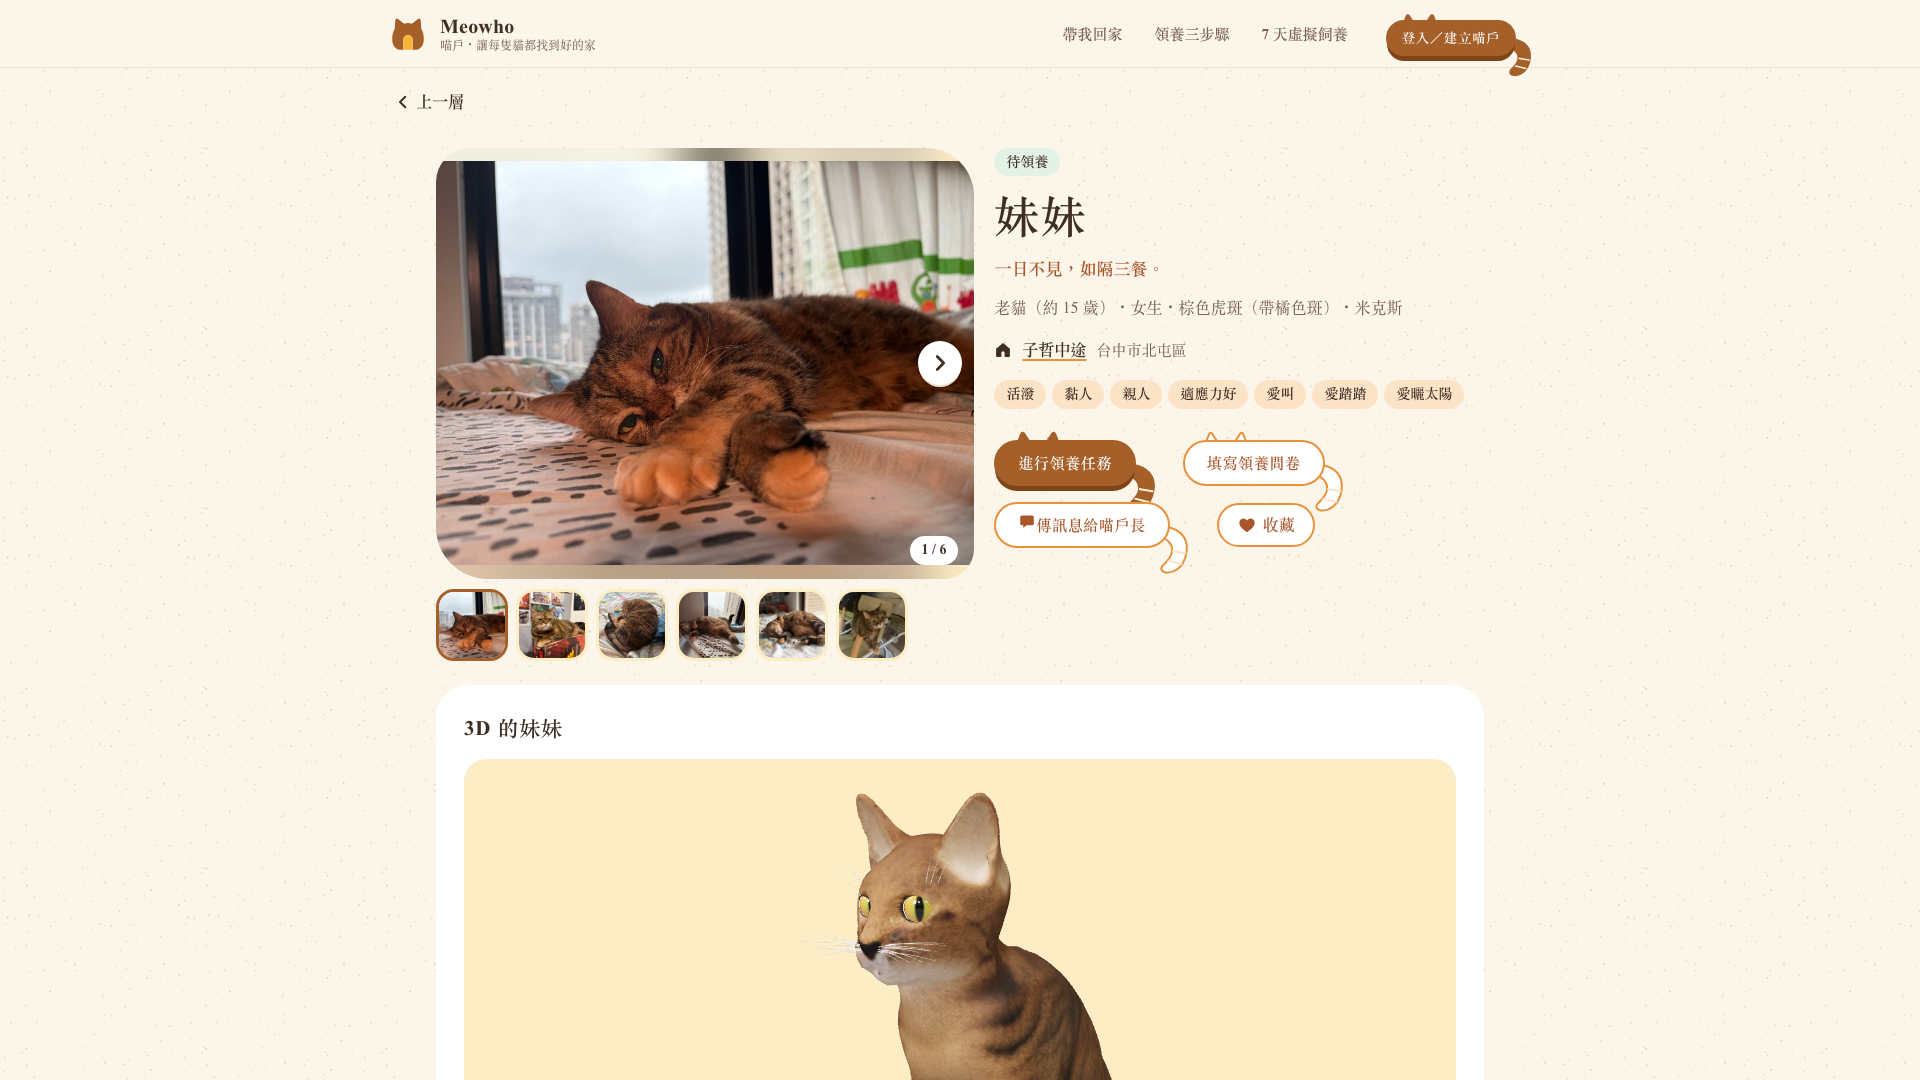 Meowho
喵戶・讓每隻貓都找到好的家
帶我回家
領養三步驟
7 天虛擬飼養
登入／建立喵戶
上一層
待領養
妹妹
一日不見，如隔三餐。
老貓（約 15 歲）・女生・棕色虎斑（帶橘色斑）・米克斯
子哲中途 台中市北屯區
活潑 黏人 親人 適應力好 愛叫 愛踏踏 愛曬太陽
進行領養任務
填寫領養問卷
傳訊息給喵戶長
收藏
1 / 6
3D 的妹妹